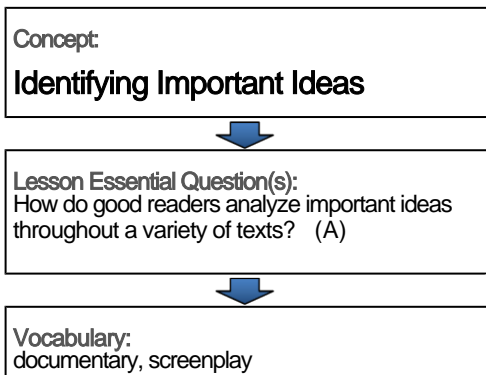 Concept:
Identifying Important Ideas
Lesson Essential Question(s):
How do good readers analyze important ideas
throughout a variety of texts? (A)
Vocabulary:
documentary, screenplay